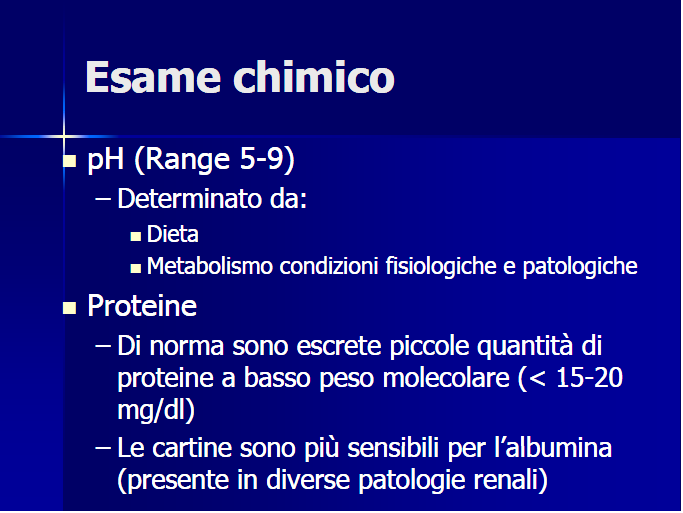 Esame chimico
pH (Range 5-9)
– Determinato da:
Dieta
Metabolismo condizioni fisiologiche e patologiche
Proteine
– Di norma sono escrete piccole quantità di
proteine a basso peso molecolare (< 15-20
mg/dl)
– Le cartine sono più sensibili per l’albumina
(presente in diverse patologie renali)